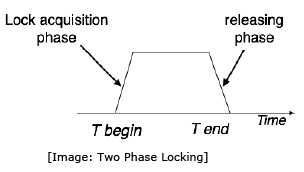 Lock acquisition
phase
releasing
phase
T begin
T end
Time
[Image: Two Phase Locking]